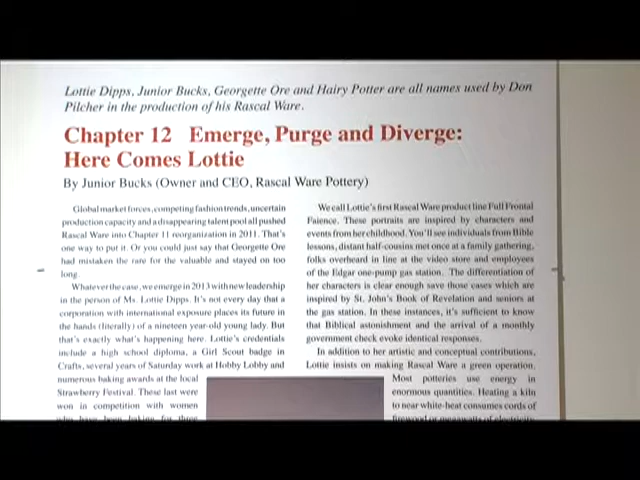 Lottie Dipps, Junior Bucks, Georgette Ore and Hairy Potter are all names used by Don
Pilcher in the production of his Rascal Ware.
Chapter 12 Emerge, Purge and Diverge:
Here Comes Lottie
By Junior Bucks (Owner and CEO, Rascal Ware Pottery)
Global market forces, competing fashion trends, uncertain
production capacity and a disappearing talent pool all pushed
Rascal Ware into Chapter 11 reorganization in 2011. That's
one way to put it. Or you could just say that Georgette Ore
had mistaken the rare for the valuable and stayed on too
long.
Whatever the case, we emerge in 2013 with new leadership
in the person of Ms. Lottie Dipps. It's not every day that a
corporation with international exposure places its future in
the hands (literally) of a nineteen year-old young lady. But
that's exactly what's happening here. Lottie's credentials
include a high school diploma, a Girl Scout badge in
Crafts, several years of Saturday work at Hobby Lobby and
numerous baking awards at the local
Strawberry Festival. These last were
won in competition with women
who have been baking for three
We call Lottie's first Rascal Ware product line Full Frontal
Faience. These portraits are inspired by characters and
events from her childhood. You'll see individuals from Bible
lessons, distant half-cousins met once at a family gathering,
folks overheard in line at the video store and employees
of the Edgar one-pump gas station. The differentiation of
her characters is clear enough save those cases which are
inspired by St. John's Book of Revelation and seniors at
the gas station. In these instances, it's sufficient to know
that Biblical astonishment and the arrival of a monthly
government check evoke identical responses.
In addition to her artistic and conceptual contributions,
Lottie insists on making Rascal Ware a green operation.
Most potteries use energy in
enormous quantities. Heating a kiln
to near white-heat consumes cords of
firewood or megawatts of electricity